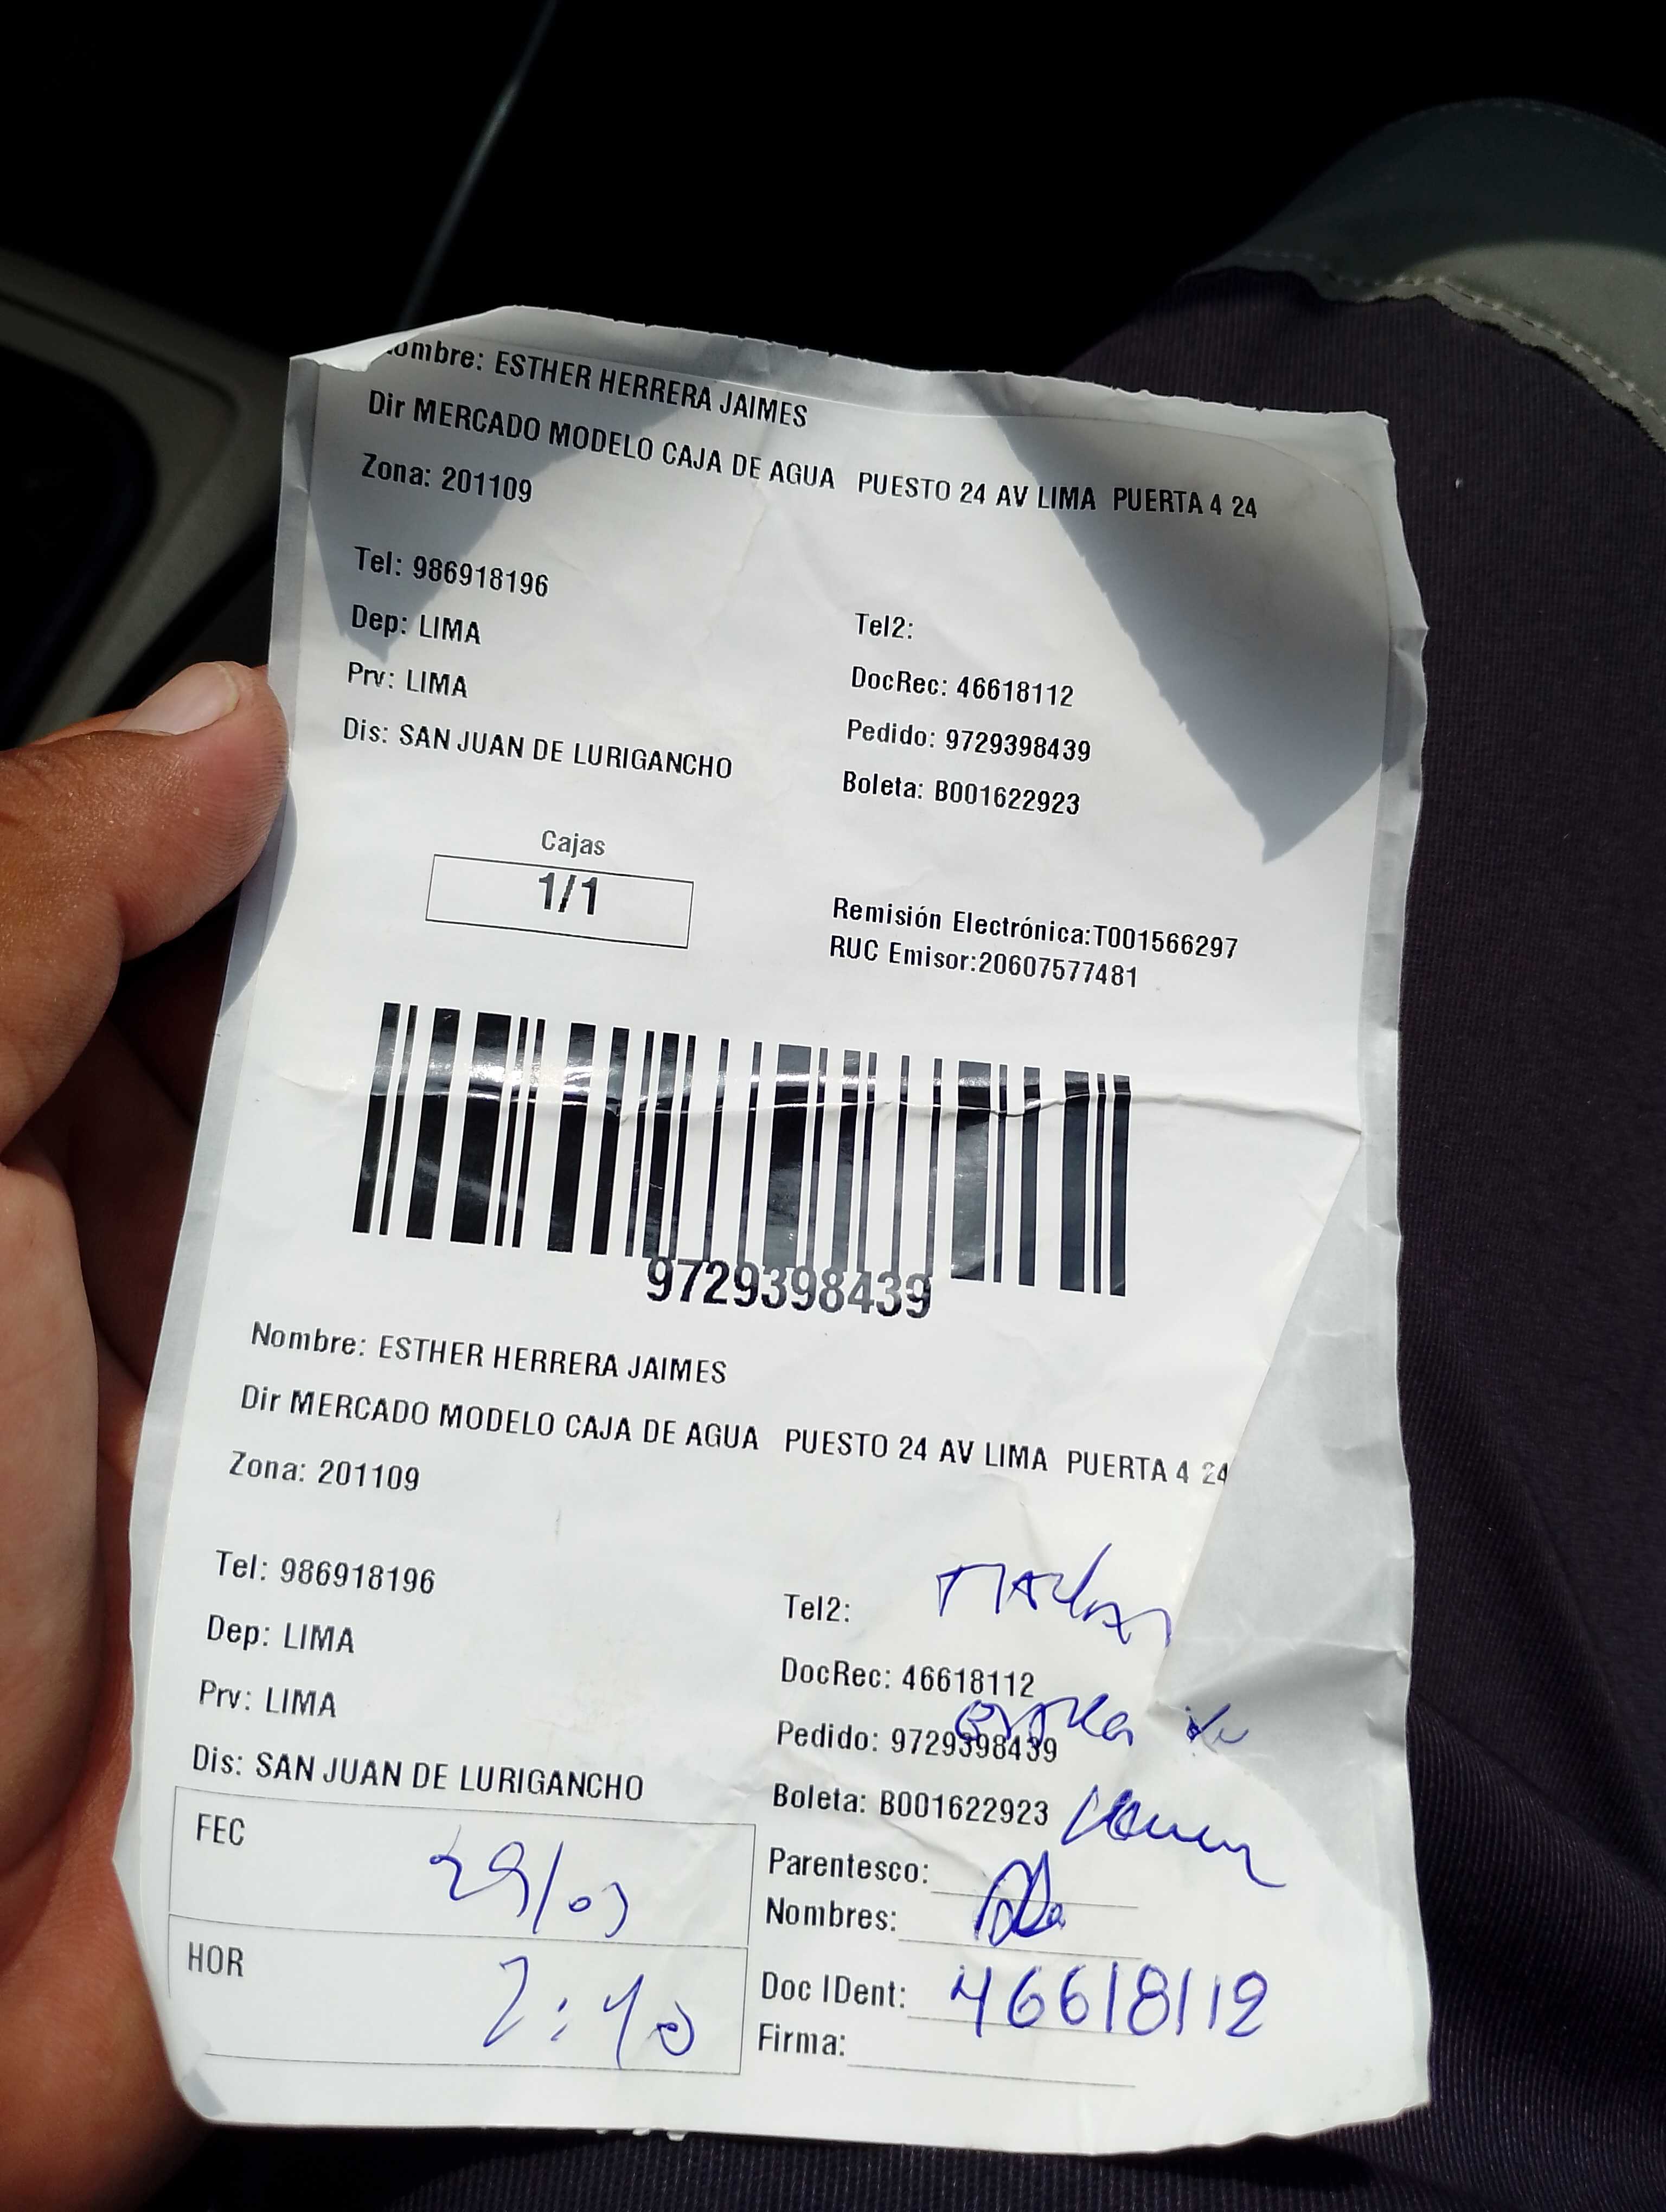 ombre: ESTHER HERRERA JAIMES
Dir MERCADO MODELO CAJA DE AGUA PUESTO 24 AV LIMA PUERTA 4 24
Zona: 201109
Tel: 986918196
Tel2:
Dep: LIMA
DocRec: 46618112
Prv: LIMA
Pedido: 9729398439
Dis: SAN JUAN DE LURIGANCHO
Boleta: B001622923
Cajas
1/1
Remisión Electrónica:T001566297
RUC Emisor:20607577481
9729398439
Nombre: ESTHER HERRERA JAIMES
Dir MERCADO MODELO CAJA DE AGUA PUESTO 24 AV LIMA PUERTA 4 24
Zona: 201109
Tel: 986918196
Tel2:
Dep: LIMA
DocRec: 46618112
Prv: LIMA
Pedido: 9729398439
Dis: SAN JUAN DE LURIGANCHO
Boleta: B001622923
FEC 29/03
Parentesco:
Nombres:
HOR 2:40
Doc IDent: 46618112
Firma: